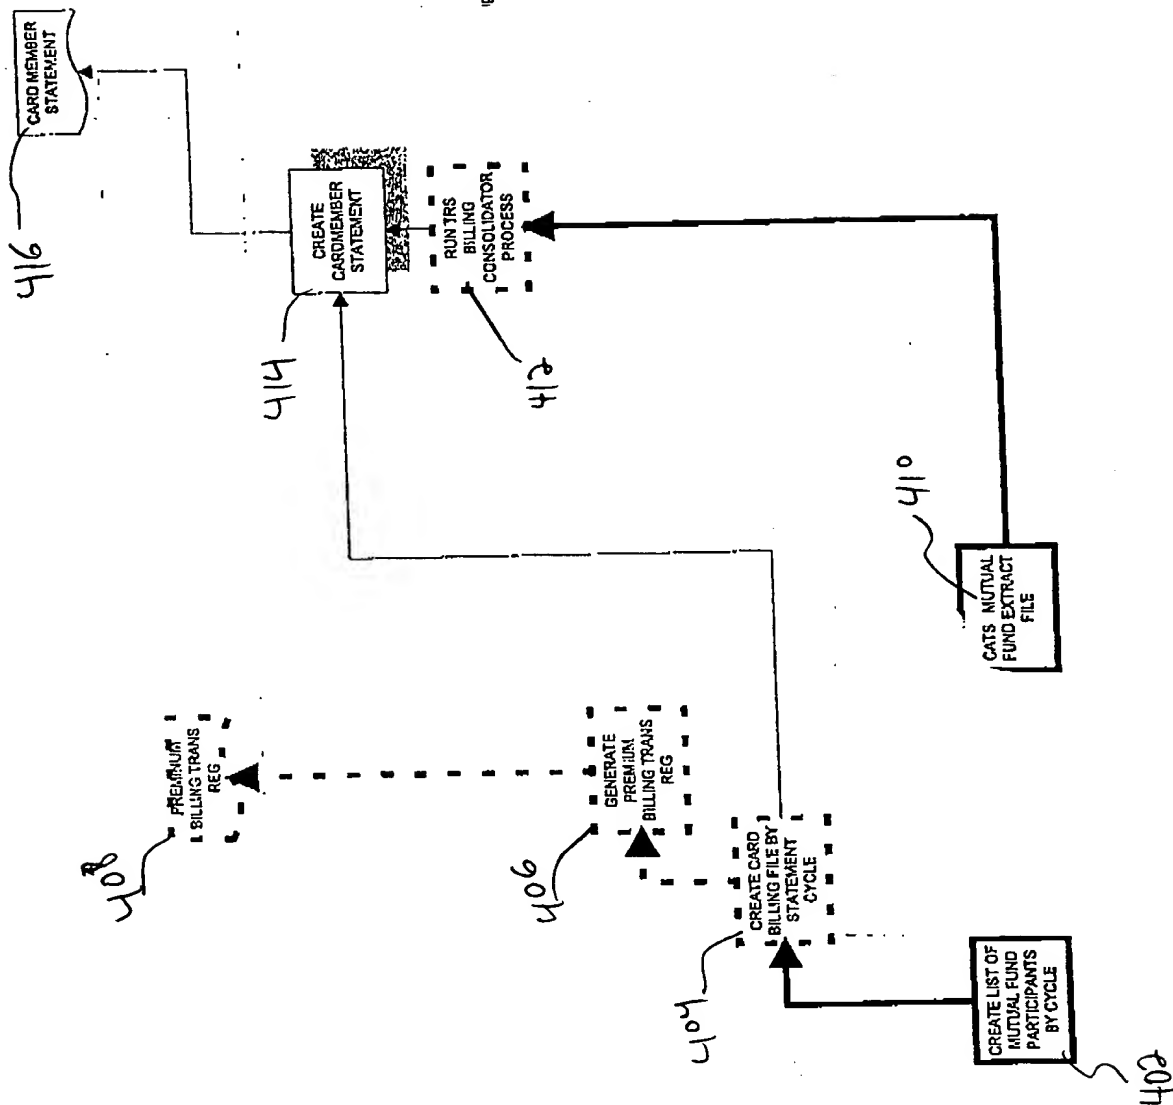 416
CARD MEMBER
STATEMENT
CREATE
CARDMEMBER
STATEMENT
414
RUN TRS
BILLING
CONSOLIDATOR
PROCESS
412
410
CATS MUTUAL
FUND EXTRACT
FILE
408
PREMINUM
BILLING TRANS
REG
406
GENERATE
PREMIUM
BILLING TRANS
REG
404
CREATE CARD
BILLING FILE BY
STATEMENT
CYCLE
CREATE LIST OF
MUTUAL FUND
PARTICIPANTS
BY CYCLE
402